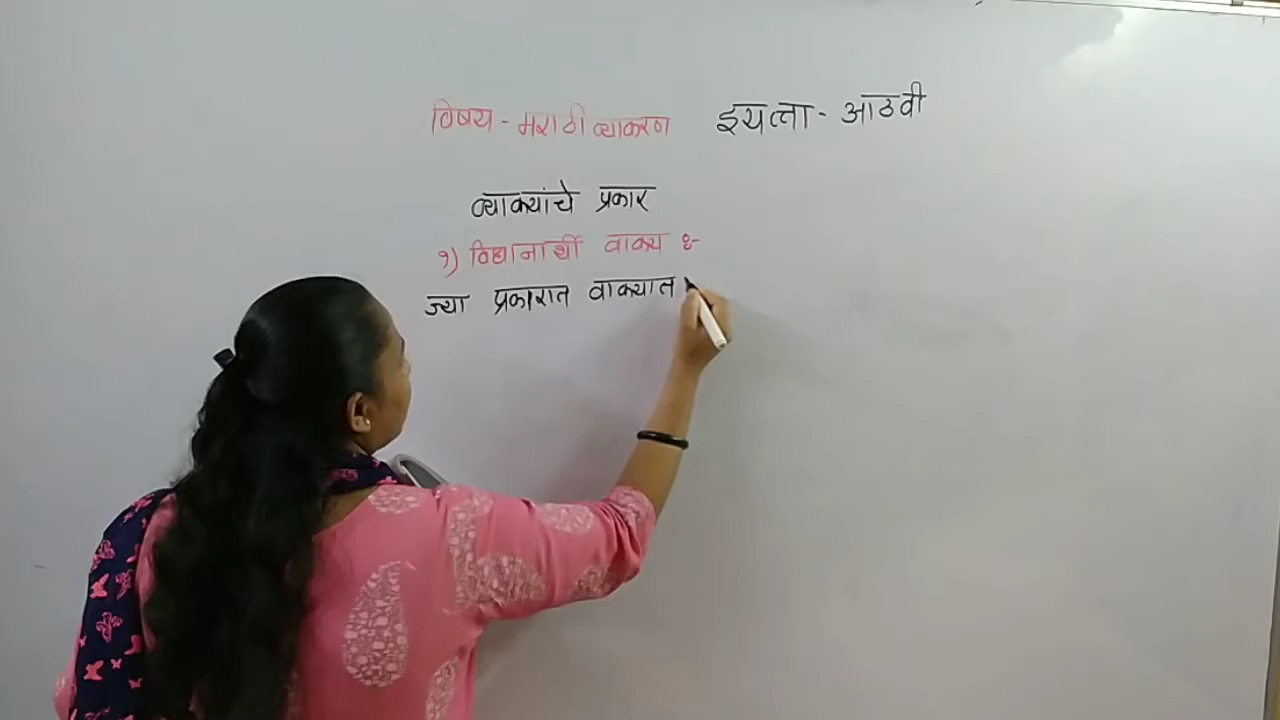 विषय - मराठी व्याकरण इयत्ता - आठवी
व्याक्यांचे प्रकार
१) विधानार्थी वाक्य :-
ज्या प्रकारात वाक्यात